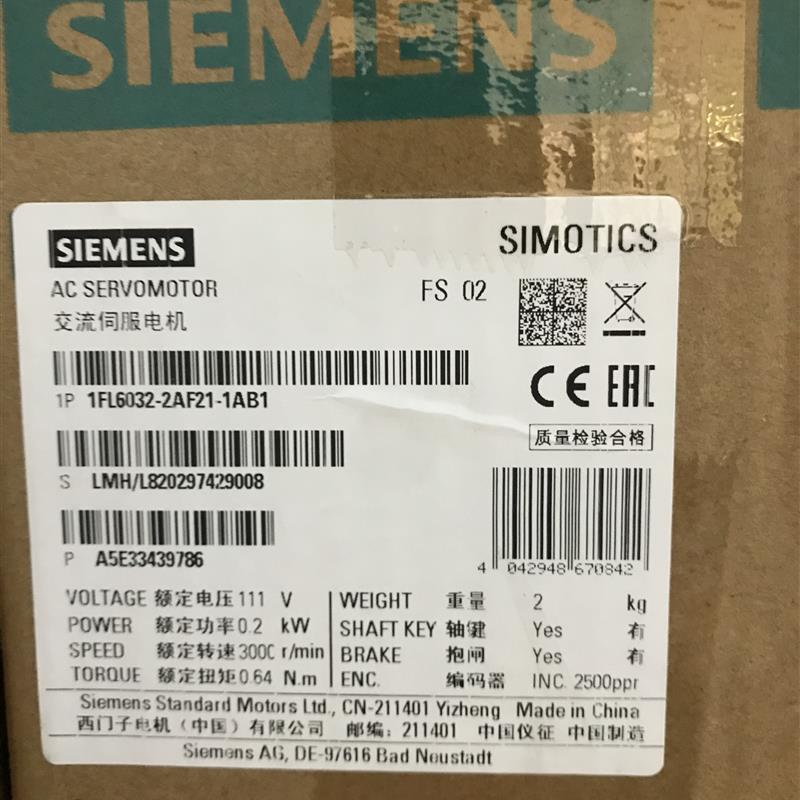 SIEMENS
SIEMENS
SIMOTICS
AC SERVOMOTOR
FS 02
交流伺服电机
1P 1FL6032-2AF21-1AB1
CE EAC
质量检验合格
S LMH/L820297429008
P A5E33439786
4 042948 670842
VOLTAGE 额定电压 111 V
POWER 额定功率 0.2 kW
SPEED 额定转速 3000 r/min
TORQUE 额定扭矩 0.64 N.m
WEIGHT 重量 2 kg
SHAFT KEY 轴键 Yes 有
BRAKE 抱闸 Yes 有
ENC. 编码器 INC. 2500ppr
Siemens Standard Motors Ltd., CN-211401 Yizheng Made in China
西门子电机（中国）有限公司 邮编：211401 中国仪征 中国制造
Siemens AG, DE-97616 Bad Neustadt